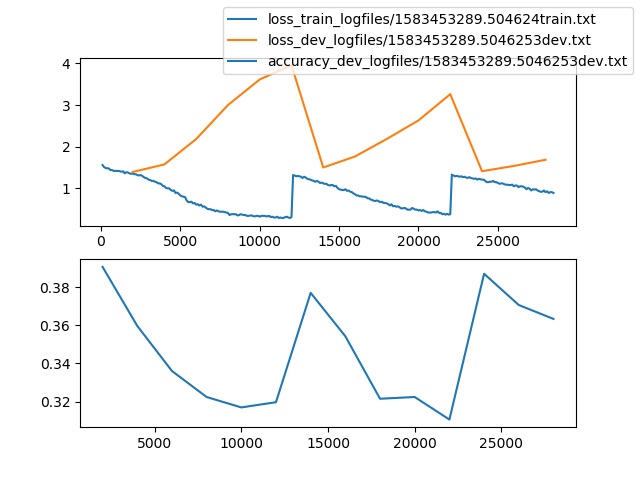 loss_train_logfiles/1583453289.504624train.txt
loss_dev_logfiles/1583453289.5046253dev.txt
accuracy_dev_logfiles/1583453289.5046253dev.txt
4
3
2
1
0 5000 10000 15000 20000 25000
0.38
0.36
0.34
0.32
5000 10000 15000 20000 25000